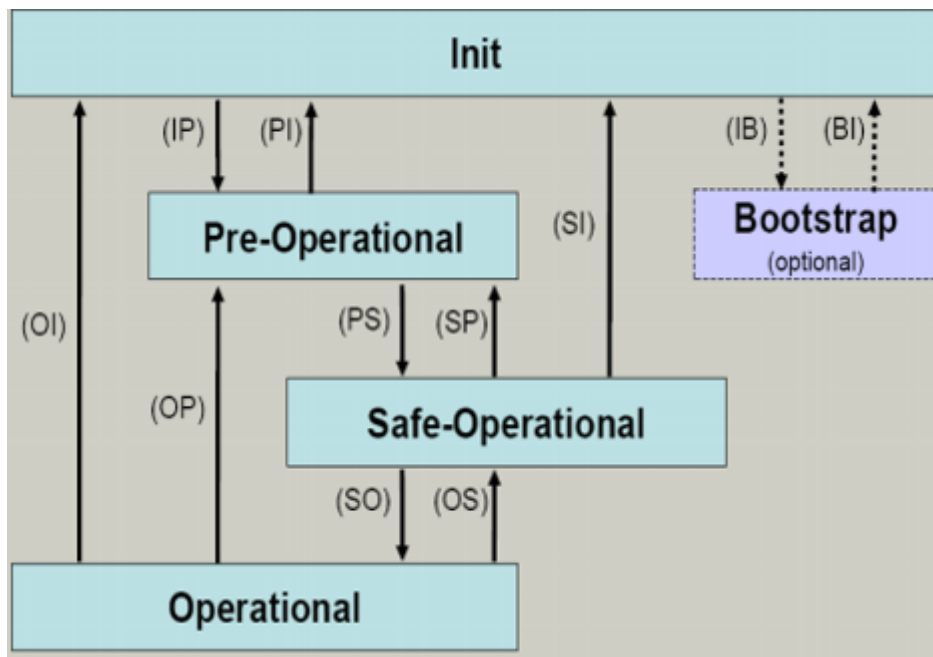 Init
(IP)
(PI)
(IB)
(BI)
Pre-Operational
(SI)
Bootstrap
(optional)
(OI)
(PS)
(SP)
(OP)
Safe-Operational
(SO)
(OS)
Operational